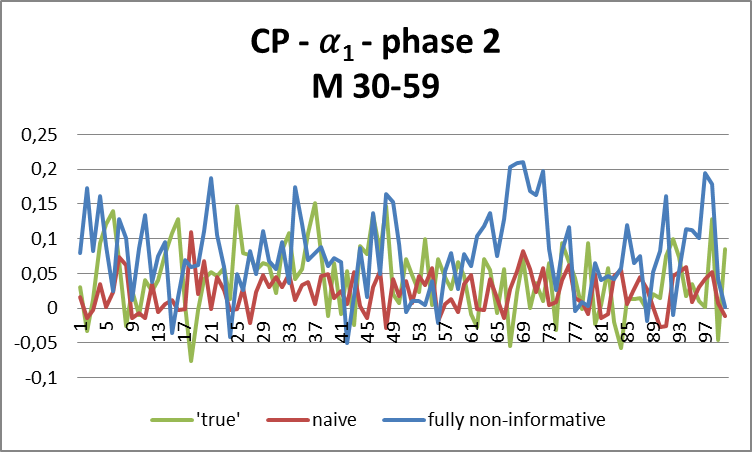 CP - 𝛼₁ - phase 2
M 30-59
0,25
0,2
0,15
0,1
0,05
0
-0,05
-0,1
1 5 9 13 17 21 25 29 33 37 41 45 49 53 57 61 65 69 73 77 81 85 89 93 97
'true' naive fully non-informative